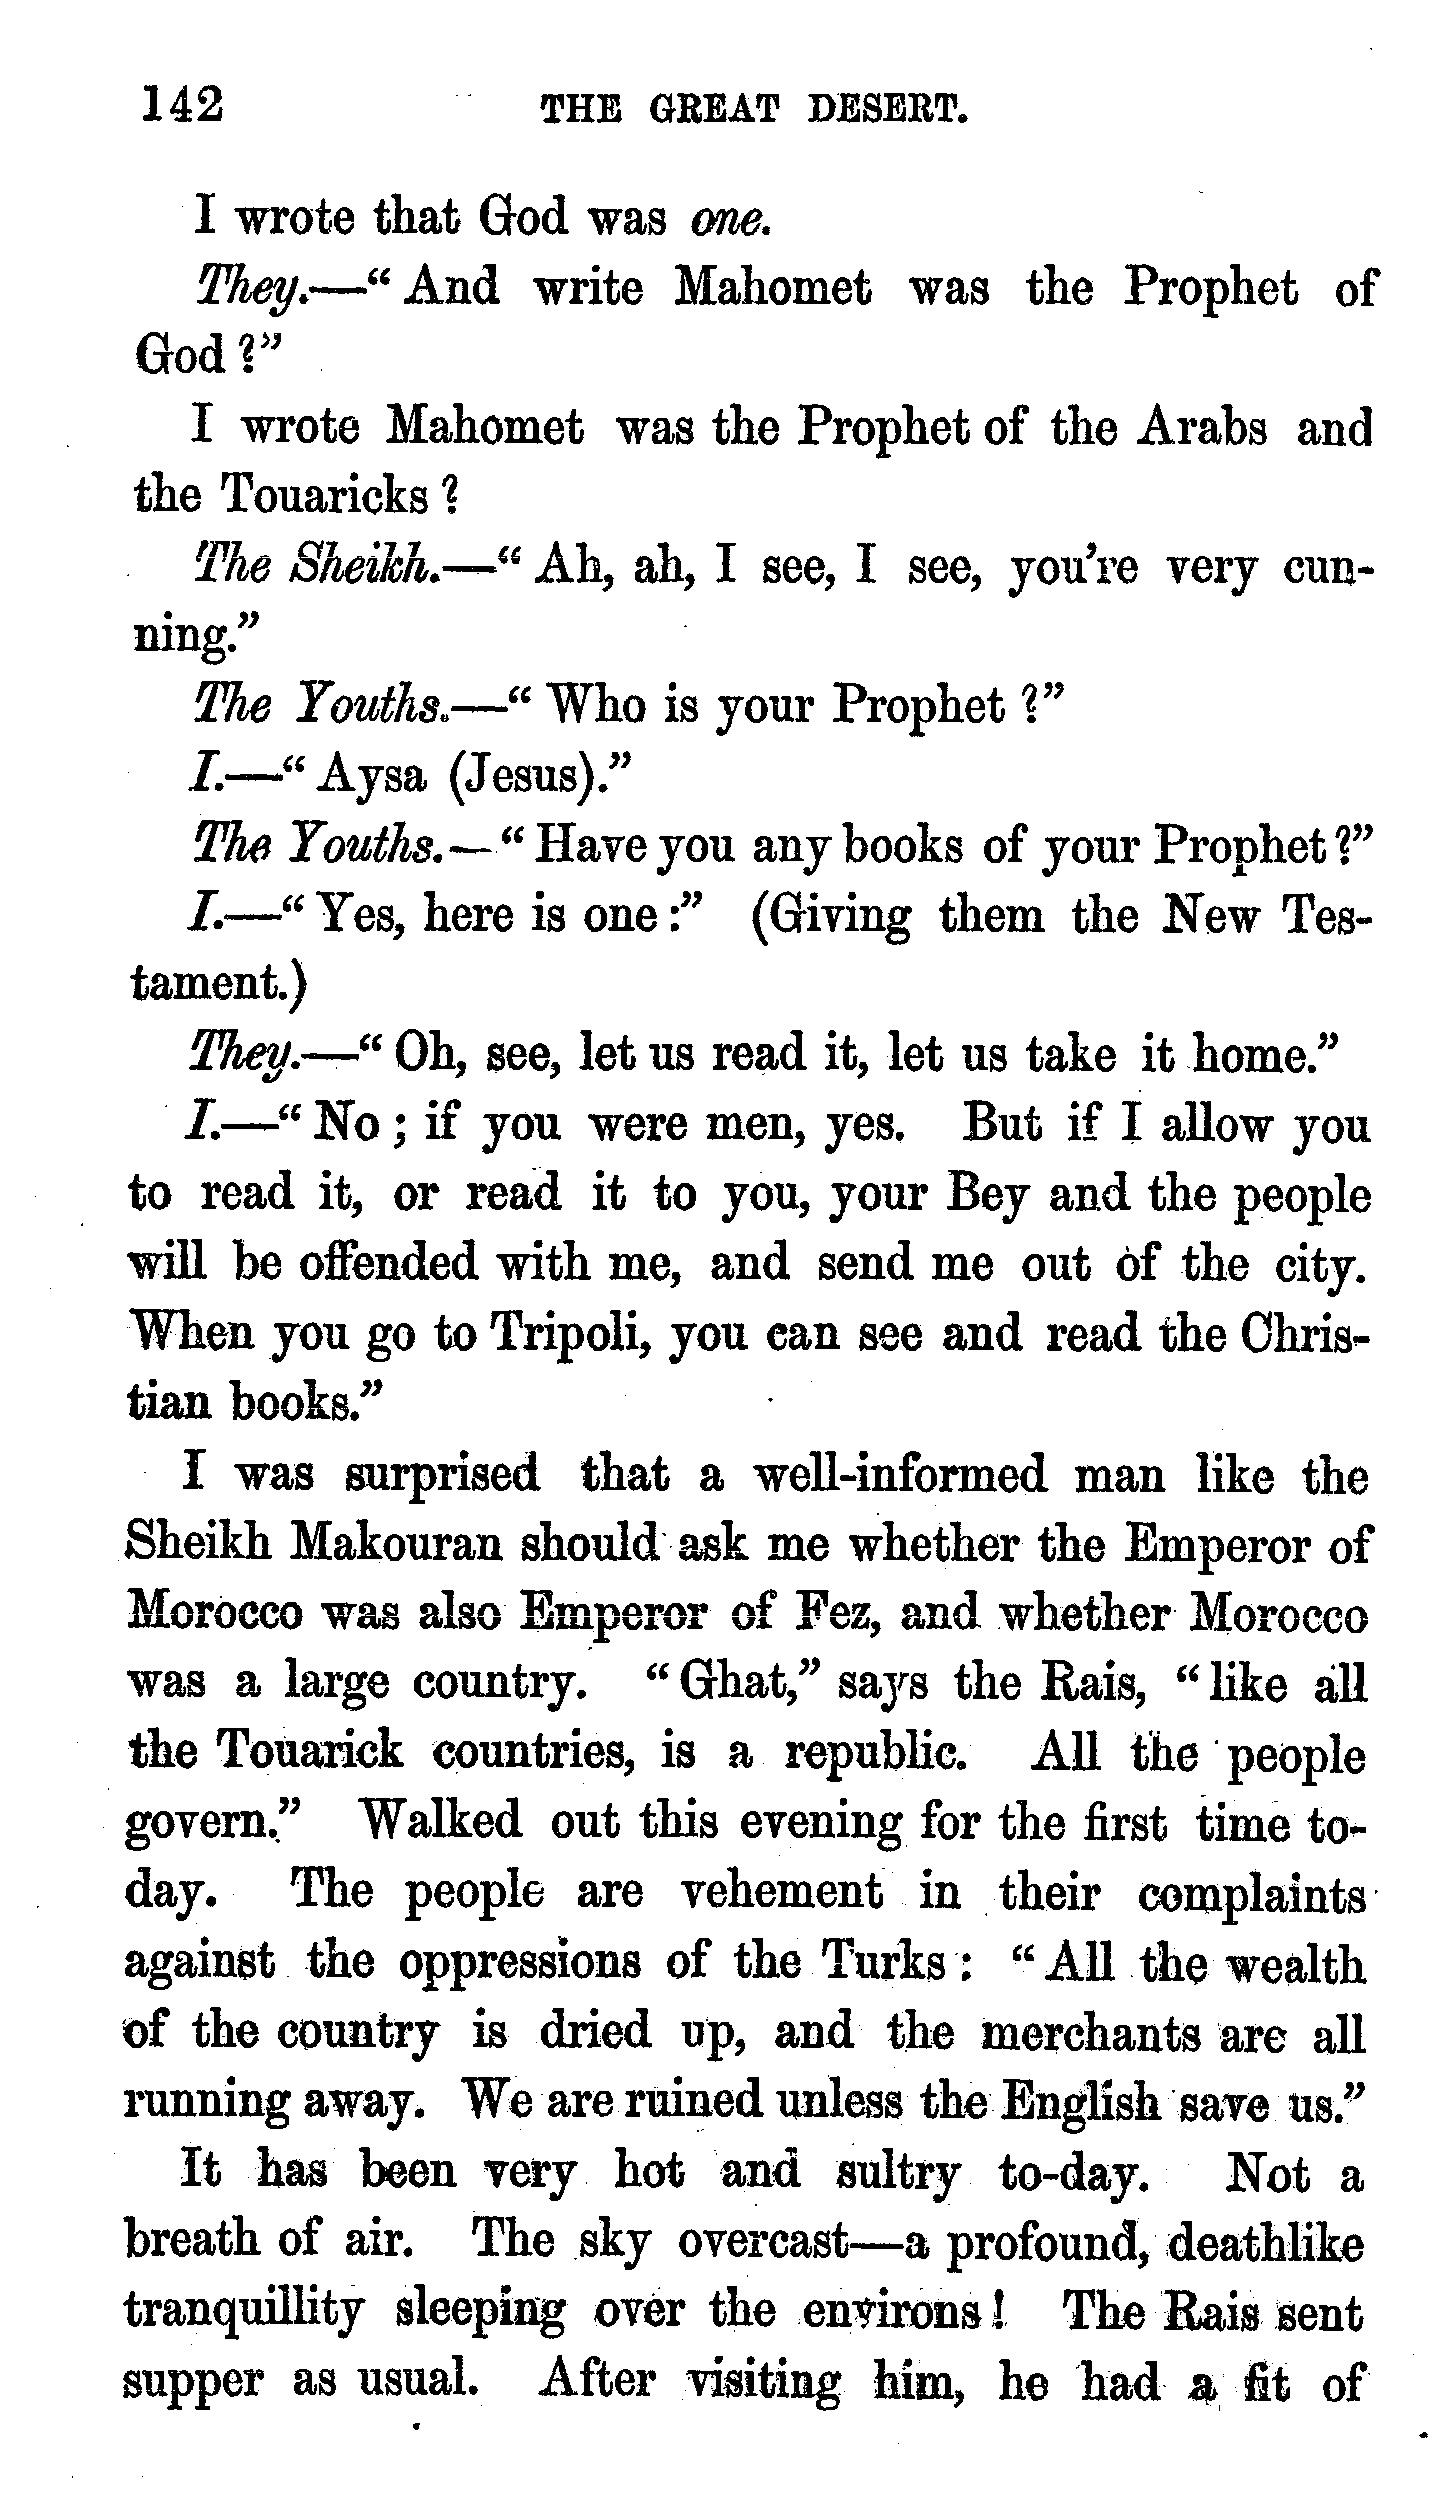 142 THE GREAT DESERT.
I wrote that God was one.
They.—“ And write Mahomet was the Prophet of
God ?”
I wrote Mahomet was the Prophet of the Arabs and
the Touaricks ?
The Sheikh.—“ Ah, ah, I see, I see, you're very cun-
ning.”
The Youths.—“ Who is your Prophet ?”
I.—“ Aysa (Jesus).”
The Youths.—“ Have you any books of your Prophet ?”
I.—“ Yes, here is one :” (Giving them the New Tes-
tament.)
They.—“ Oh, see, let us read it, let us take it home.”
I.—“ No ; if you were men, yes. But if I allow you
to read it, or read it to you, your Bey and the people
will be offended with me, and send me out of the city.
When you go to Tripoli, you can see and read the Chris-
tian books.”
I was surprised that a well-informed man like the
Sheikh Makouran should ask me whether the Emperor of
Morocco was also Emperor of Fez, and whether Morocco
was a large country. “ Ghat,” says the Rais, “ like all
the Touarick countries, is a republic. All the people
govern.” Walked out this evening for the first time to-
day. The people are vehement in their complaints
against the oppressions of the Turks : “ All the wealth
of the country is dried up, and the merchants are all
running away. We are ruined unless the English save us.”
It has been very hot and sultry to-day. Not a
breath of air. The sky overcast—a profound, deathlike
tranquillity sleeping over the environs ! The Rais sent
supper as usual. After visiting him, he had a fit of